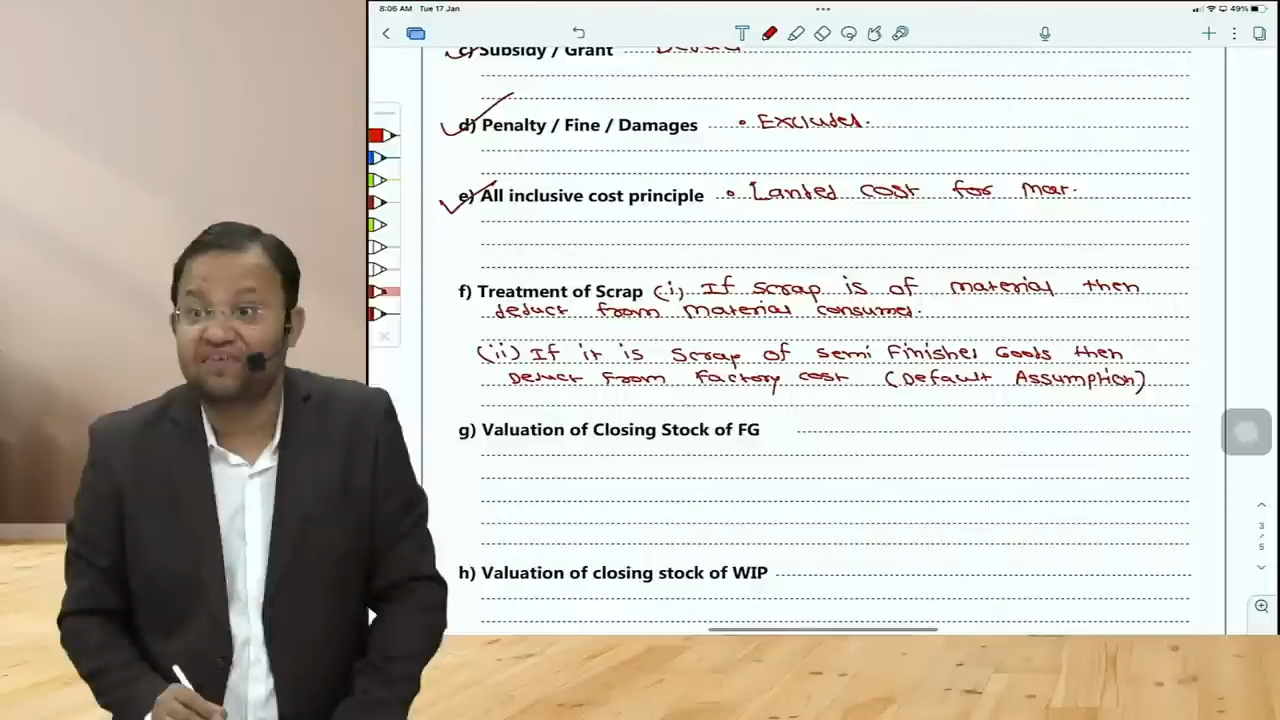 8:06 AM Tue 17 Jan
49%
c) Subsidy / Grant
d) Penalty / Fine / Damages • Excluded.
e) All inclusive cost principle • Landed cost for mat.
f) Treatment of Scrap (i) If scrap is of material then
deduct from material consumed.
(ii) If it is scrap of semi Finished Goods then
Deduct from factory cost (Default Assumption)
g) Valuation of Closing Stock of FG
3
/
5
h) Valuation of closing stock of WIP